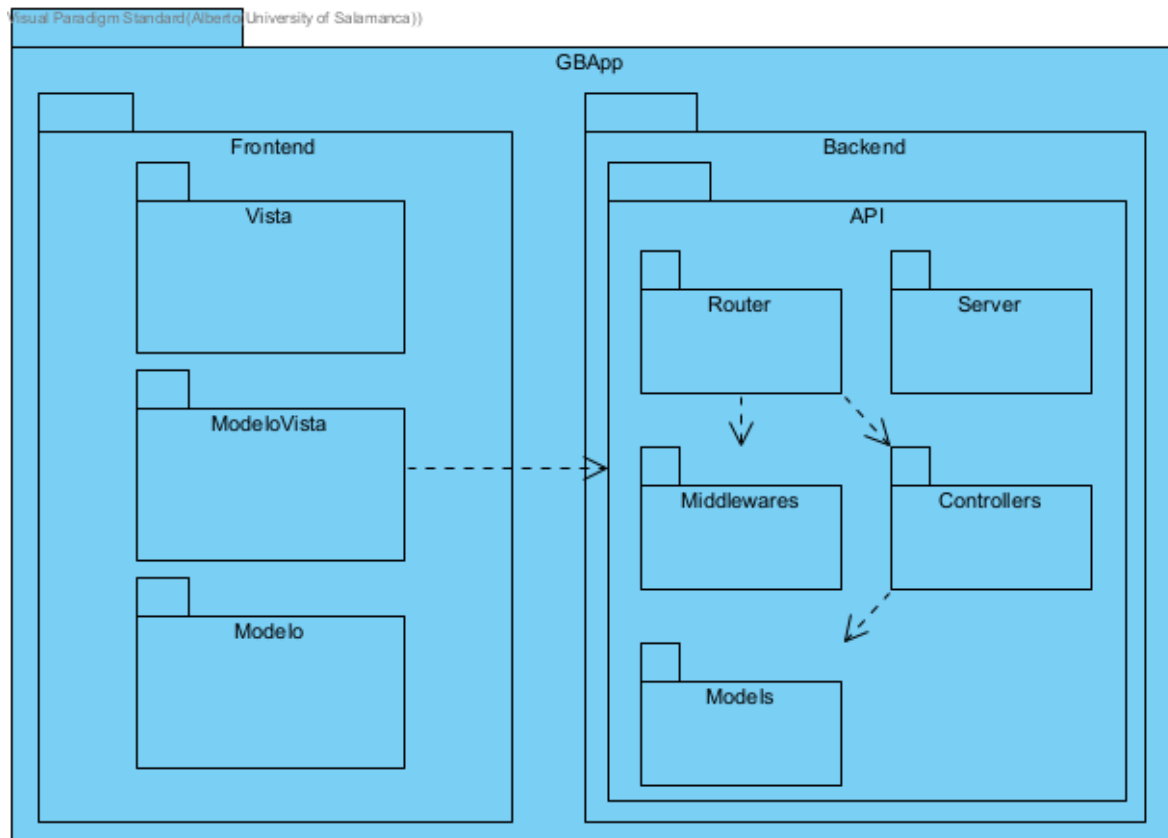 Visual Paradigm Standard(Alberto(University of Salamanca))
GBApp
Frontend
Backend
Vista
API
Router
Server
ModeloVista
Middlewares
Controllers
Modelo
Models